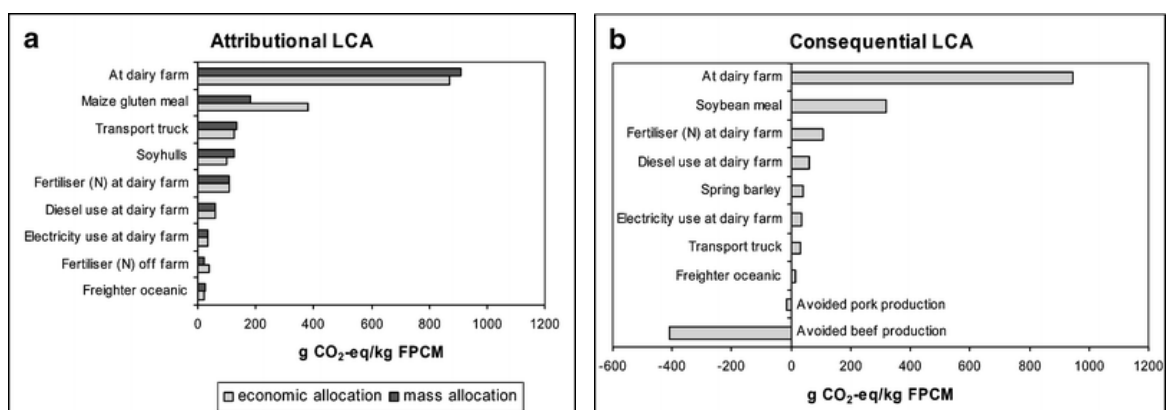 a
Attributional LCA
At dairy farm
Maize gluten meal
Transport truck
Soyhulls
Fertiliser (N) at dairy farm
Diesel use at dairy farm
Electricity use at dairy farm
Fertiliser (N) off farm
Freighter oceanic
0 200 400 600 800 1000 1200
g CO₂-eq/kg FPCM
economic allocation mass allocation
b
Consequential LCA
At dairy farm
Soybean meal
Fertiliser (N) at dairy farm
Diesel use at dairy farm
Spring barley
Electricity use at dairy farm
Transport truck
Freighter oceanic
Avoided pork production
Avoided beef production
-600 -400 -200 0 200 400 600 800 1000 1200
g CO₂-eq/kg FPCM